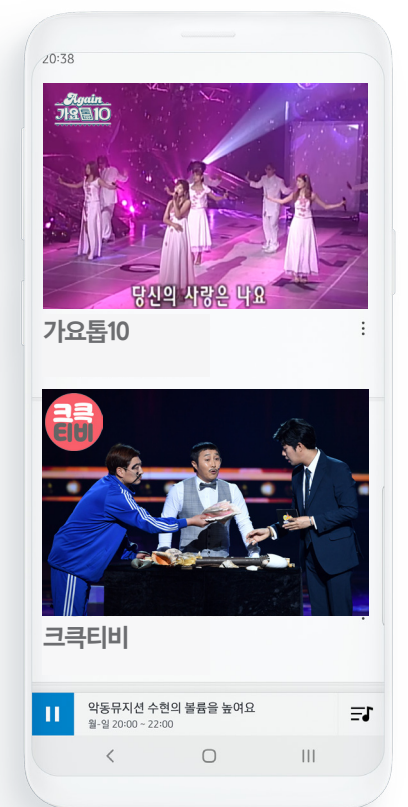 20:38
Again
가요톱10
당신의 사랑은 나요
가요톱10
크큭
티비
크큭티비
악동뮤지션 수현의 볼륨을 높여요
월-일 20:00 ~ 22:00